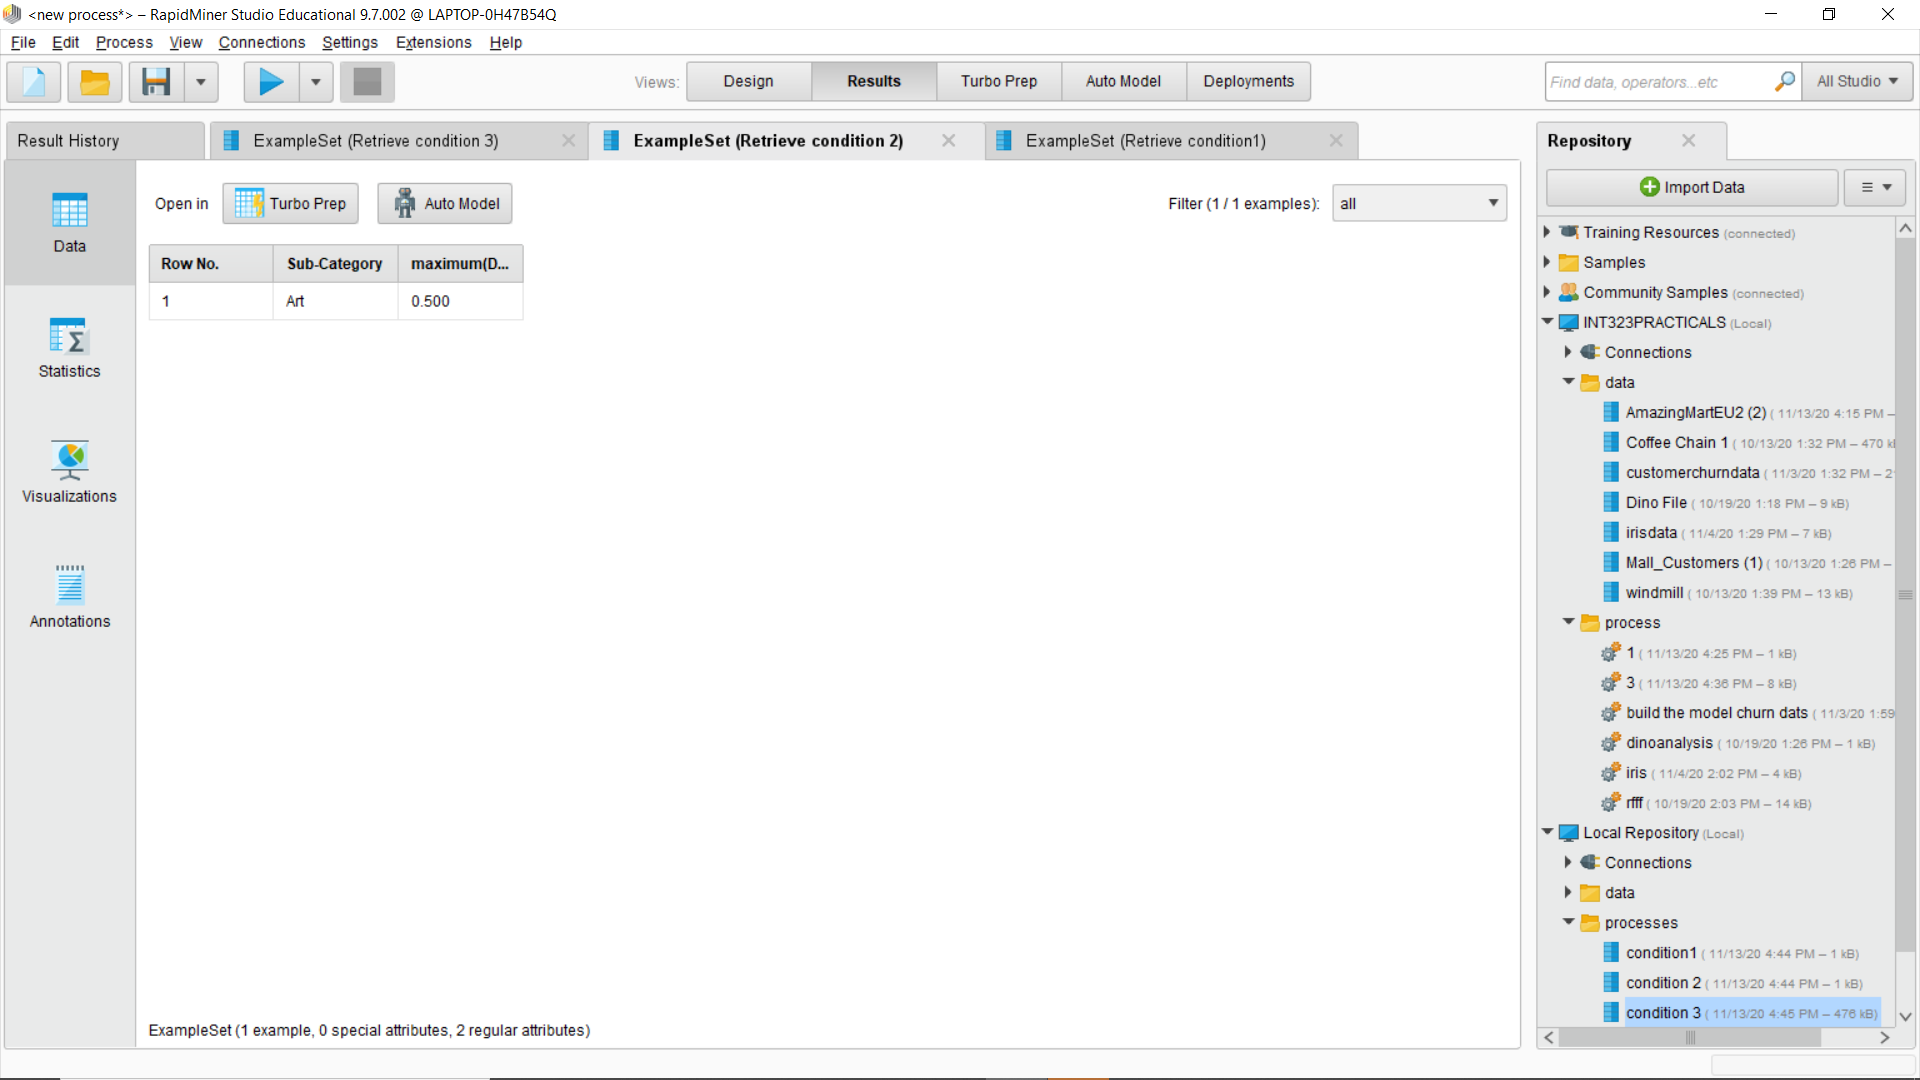 <new process*> – RapidMiner Studio Educational 9.7.002 @ LAPTOP-0H47B54Q
File Edit Process View Connections Settings Extensions Help
Views: Design Results Turbo Prep Auto Model Deployments
Find data, operators...etc
All Studio
Result History
ExampleSet (Retrieve condition 3)
ExampleSet (Retrieve condition 2)
ExampleSet (Retrieve condition1)
Repository
Data
Statistics
Visualizations
Annotations
Open in Turbo Prep Auto Model
Filter (1 / 1 examples): all
Row No. Sub-Category maximum(D...
1 Art 0.500
ExampleSet (1 example, 0 special attributes, 2 regular attributes)
Import Data
Training Resources (connected)
Samples
Community Samples (connected)
INT323PRACTICALS (Local)
Connections
data
AmazingMartEU2 (2) ( 11/13/20 4:15 PM –
Coffee Chain 1 ( 10/13/20 1:32 PM – 470 k
customerchurndata ( 11/3/20 1:32 PM – 2
Dino File ( 10/19/20 1:18 PM – 9 kB)
irisdata ( 11/4/20 1:29 PM – 7 kB)
Mall_Customers (1) ( 10/13/20 1:26 PM –
windmill ( 10/13/20 1:39 PM – 13 kB)
process
1 ( 11/13/20 4:25 PM – 1 kB)
3 ( 11/13/20 4:36 PM – 8 kB)
build the model churn dats ( 11/3/20 1:59
dinoanalysis ( 10/19/20 1:26 PM – 1 kB)
iris ( 11/4/20 2:02 PM – 4 kB)
rfff ( 10/19/20 2:03 PM – 14 kB)
Local Repository (Local)
Connections
data
processes
condition1 ( 11/13/20 4:44 PM – 1 kB)
condition 2 ( 11/13/20 4:44 PM – 1 kB)
condition 3 ( 11/13/20 4:45 PM – 476 kB)